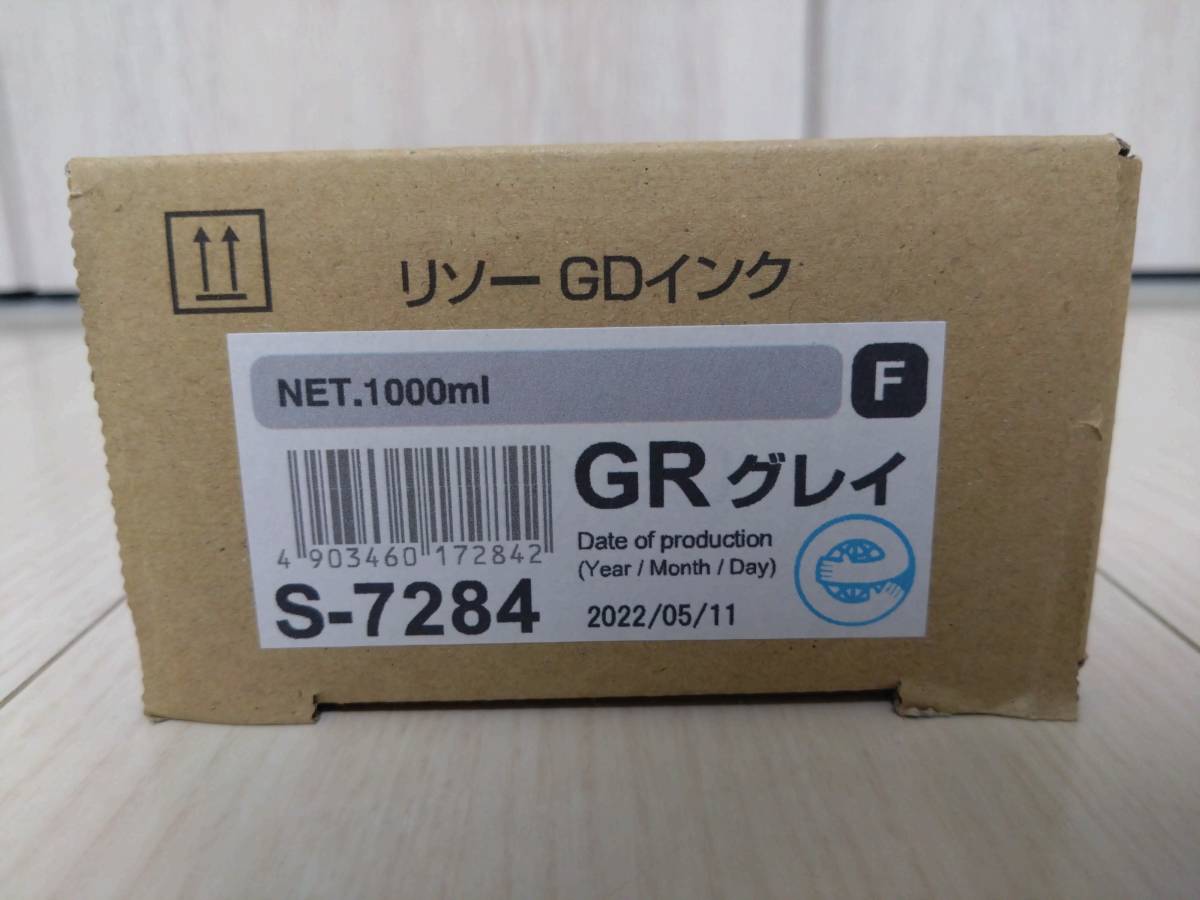 リソー GDインク
NET.1000ml
F
GR グレイ
4 903460 172842
Date of production
(Year / Month / Day)
S-7284
2022/05/11